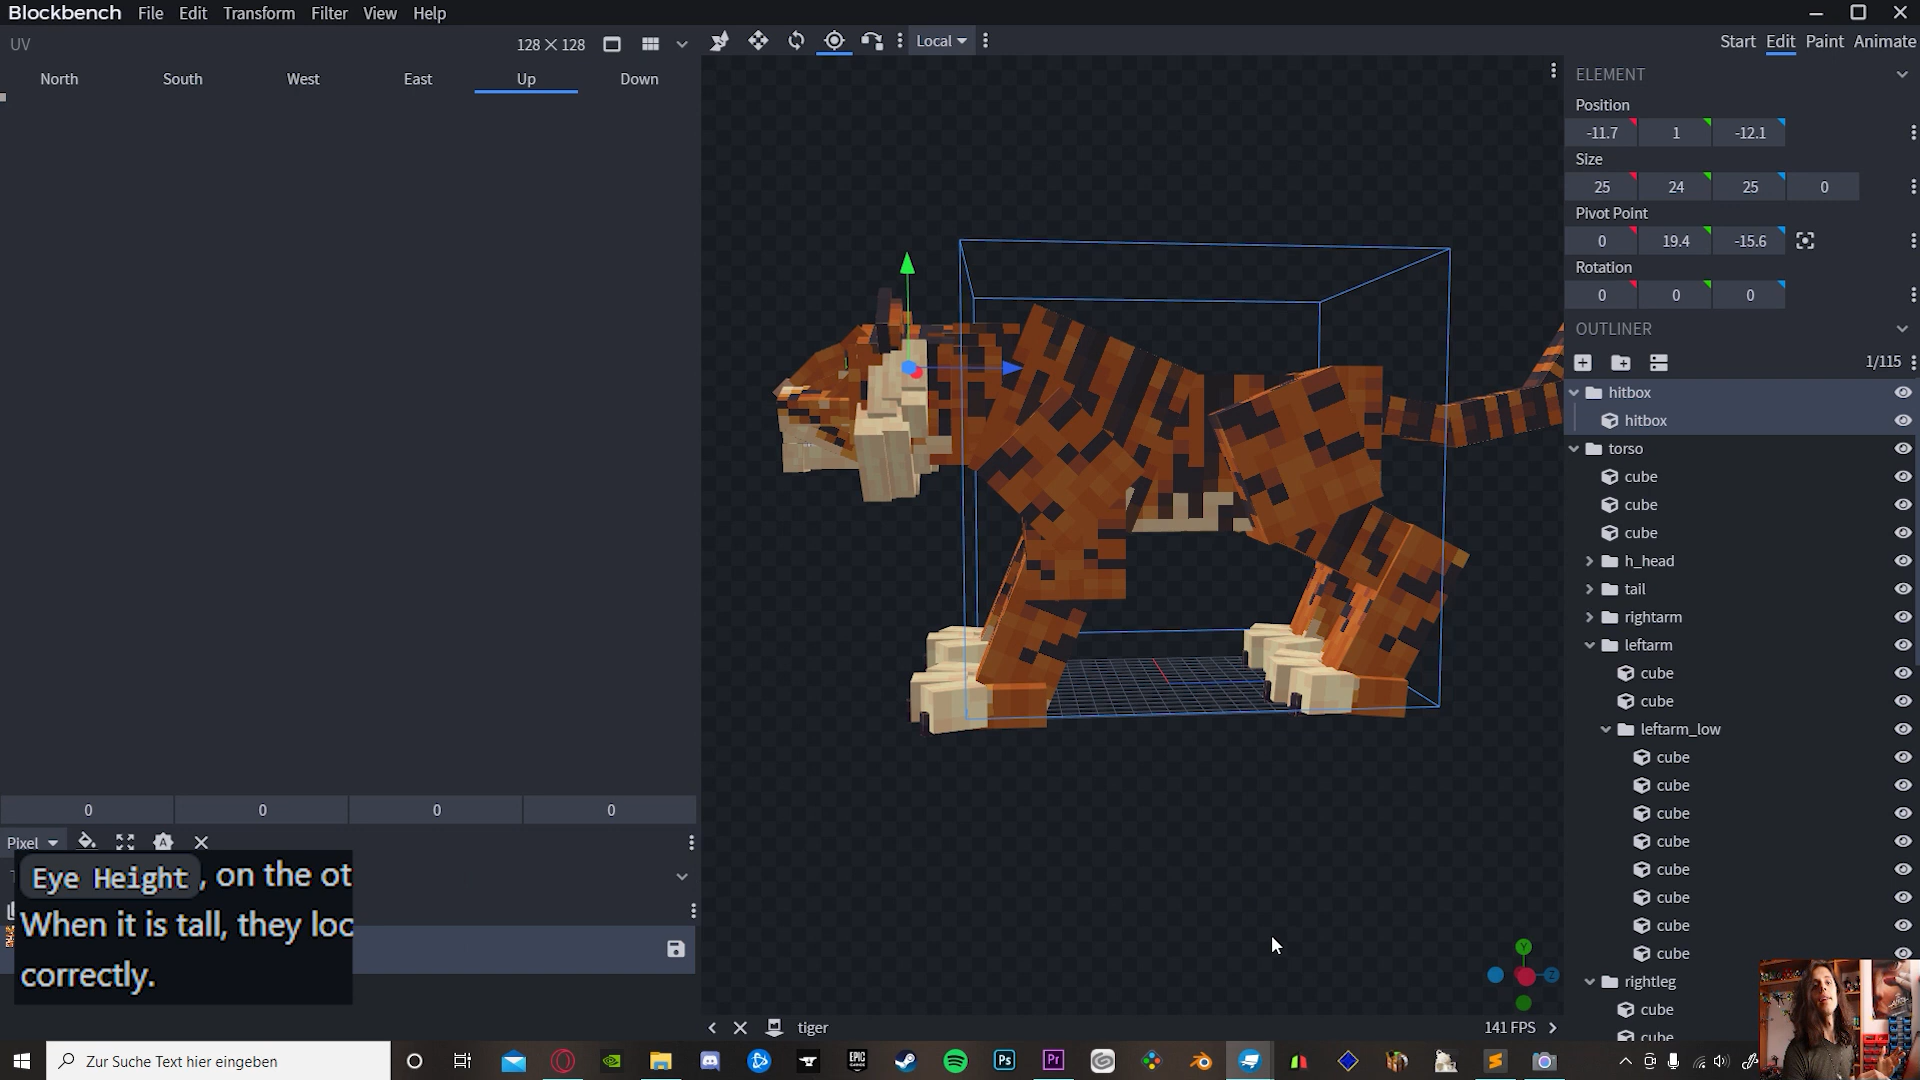 Blockbench File Edit Transform Filter View Help
UV 128 × 128 Local Start Edit Paint Animate
North South West East Up Down
ELEMENT
Position
-11.7 1 -12.1
Size
25 24 25 0
Pivot Point
0 19.4 -15.6
Rotation
0 0 0
OUTLINER
1/115
hitbox
hitbox
torso
cube
cube
cube
h_head
tail
rightarm
leftarm
cube
cube
leftarm_low
cube
cube
cube
cube
cube
cube
cube
cube
rightleg
cube
cube
0 0 0 0
Pixel
Eye Height, on the ot
When it is tall, they loc
correctly.
tiger 141 FPS
Zur Suche Text hier eingeben